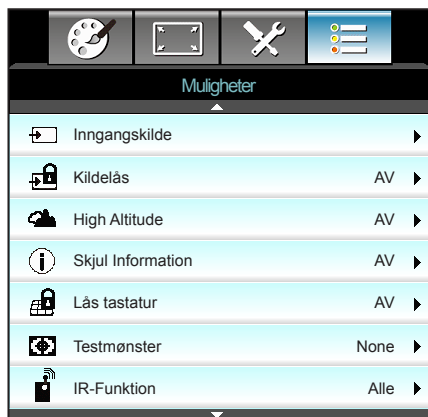 Muligheter
Inngangskilde
Kildelås AV
High Altitude AV
Skjul Information AV
Lås tastatur AV
Testmønster None
IR-Funktion Alle